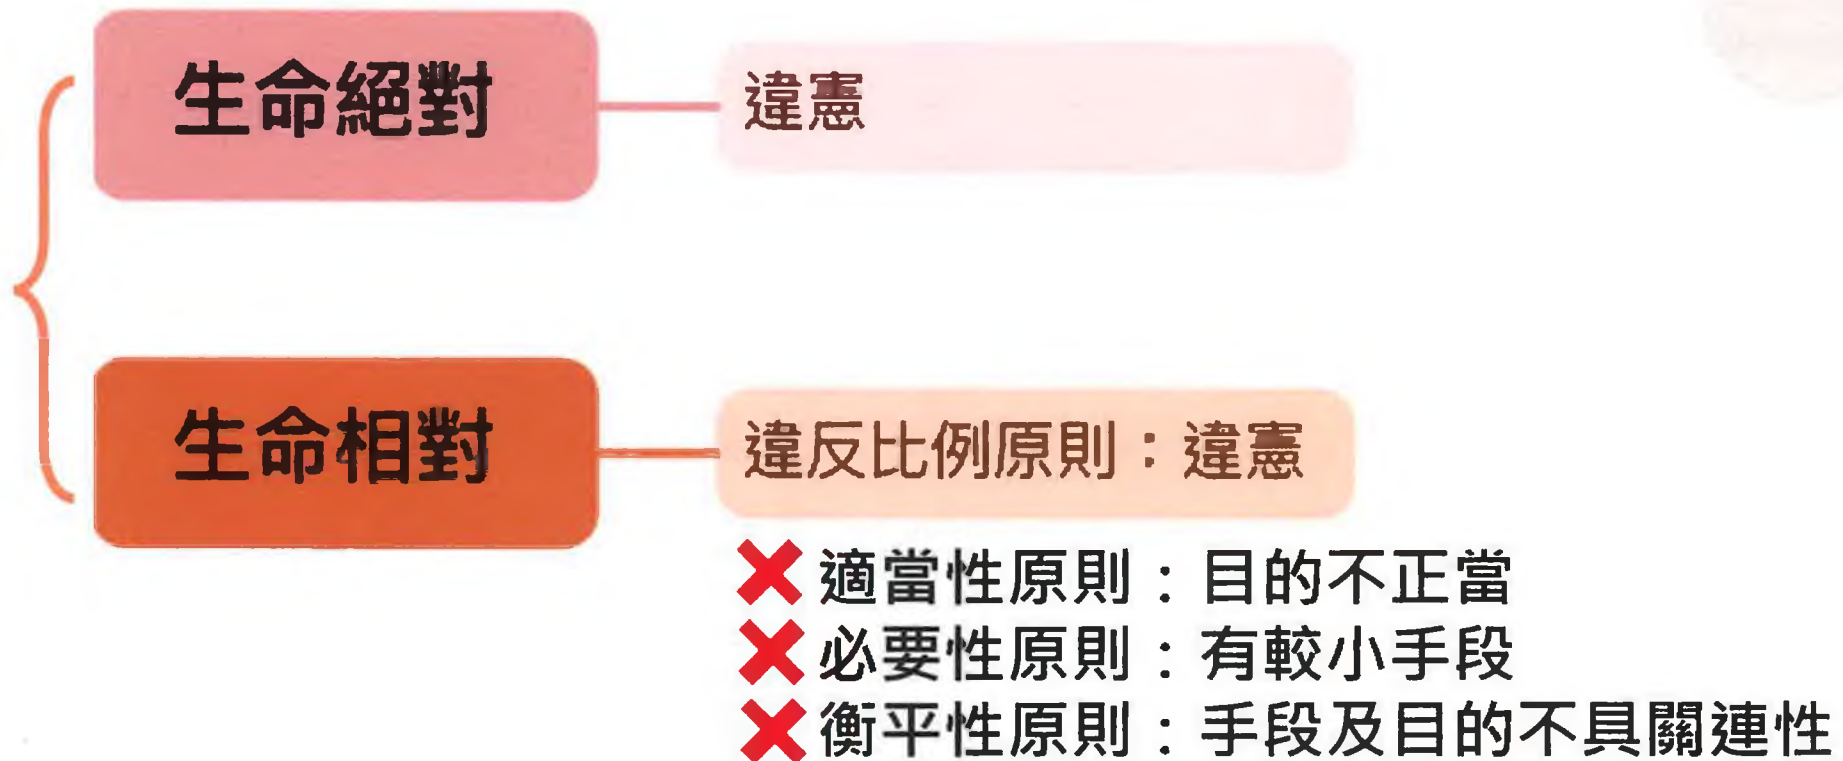 生命絕對
違憲
生命相對
違反比例原則：違憲
適當性原則：目的不正當
必要性原則：有較小手段
衡平性原則：手段及目的不具關連性